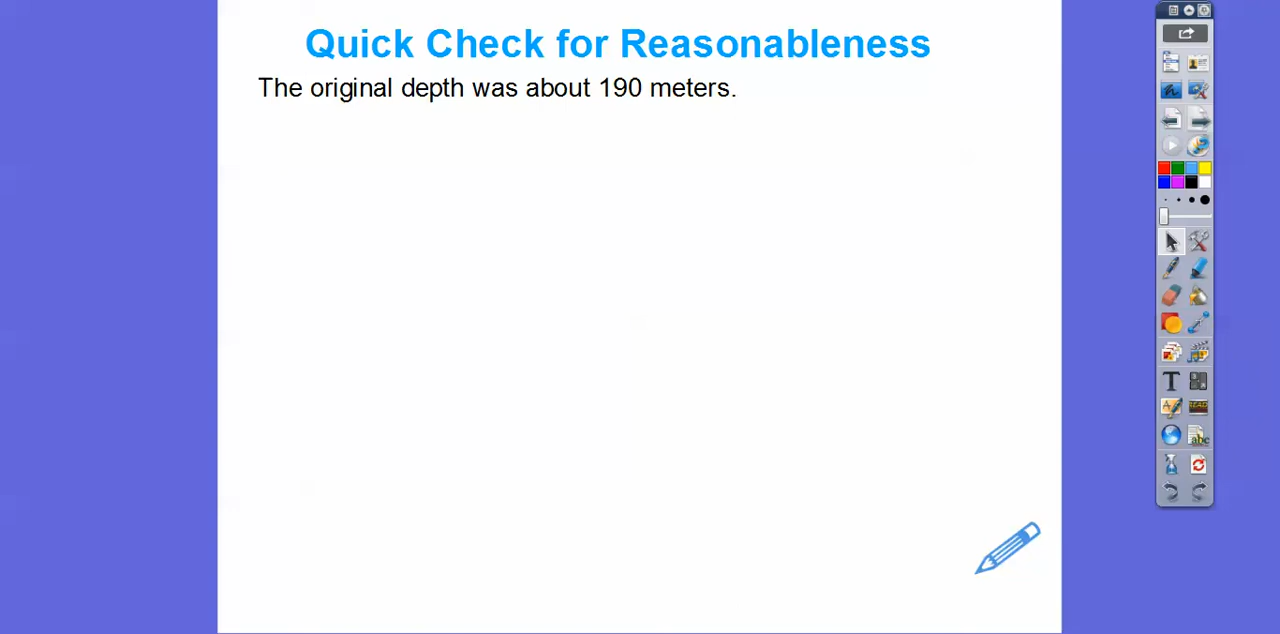 Quick Check for Reasonableness
The original depth was about 190 meters.